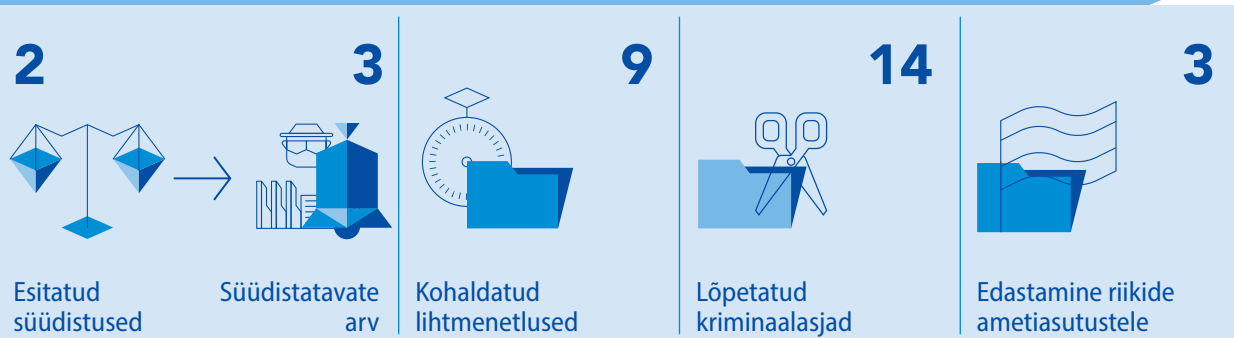 2
Esitatud
süüdistused
3
Süüdistatavate
arv
9
Kohaldatud
lihtmenetlused
14
Lõpetatud
kriminaalasjad
3
Edastamine riikide
ametiasutustele